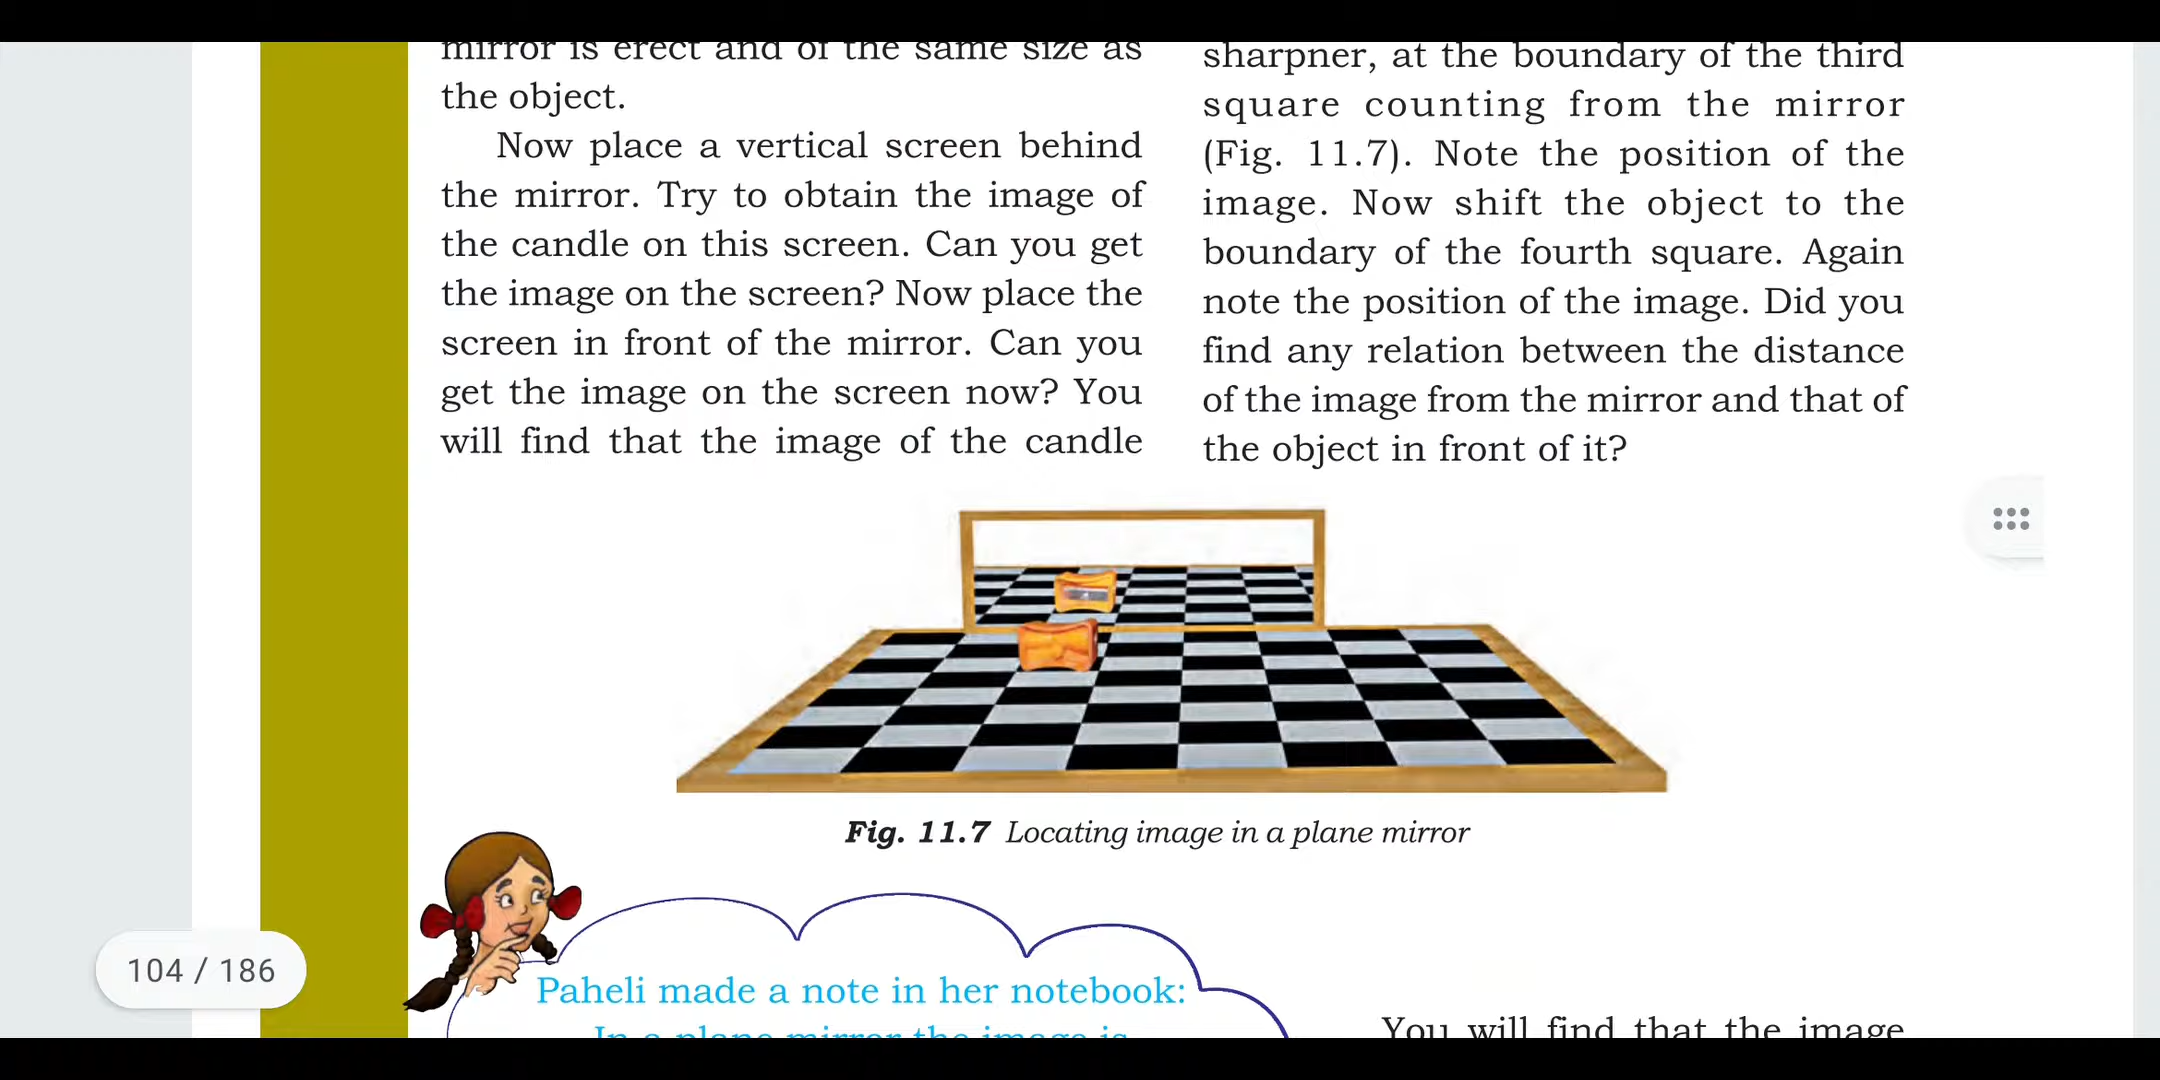 mirror is erect and of the same size as
the object.
Now place a vertical screen behind
the mirror. Try to obtain the image of
the candle on this screen. Can you get
the image on the screen? Now place the
screen in front of the mirror. Can you
get the image on the screen now? You
will find that the image of the candle
sharpner, at the boundary of the third
square counting from the mirror
(Fig. 11.7). Note the position of the
image. Now shift the object to the
boundary of the fourth square. Again
note the position of the image. Did you
find any relation between the distance
of the image from the mirror and that of
the object in front of it?
Fig. 11.7 Locating image in a plane mirror
104 / 186
Paheli made a note in her notebook:
In a plane mirror the image is
You will find that the image